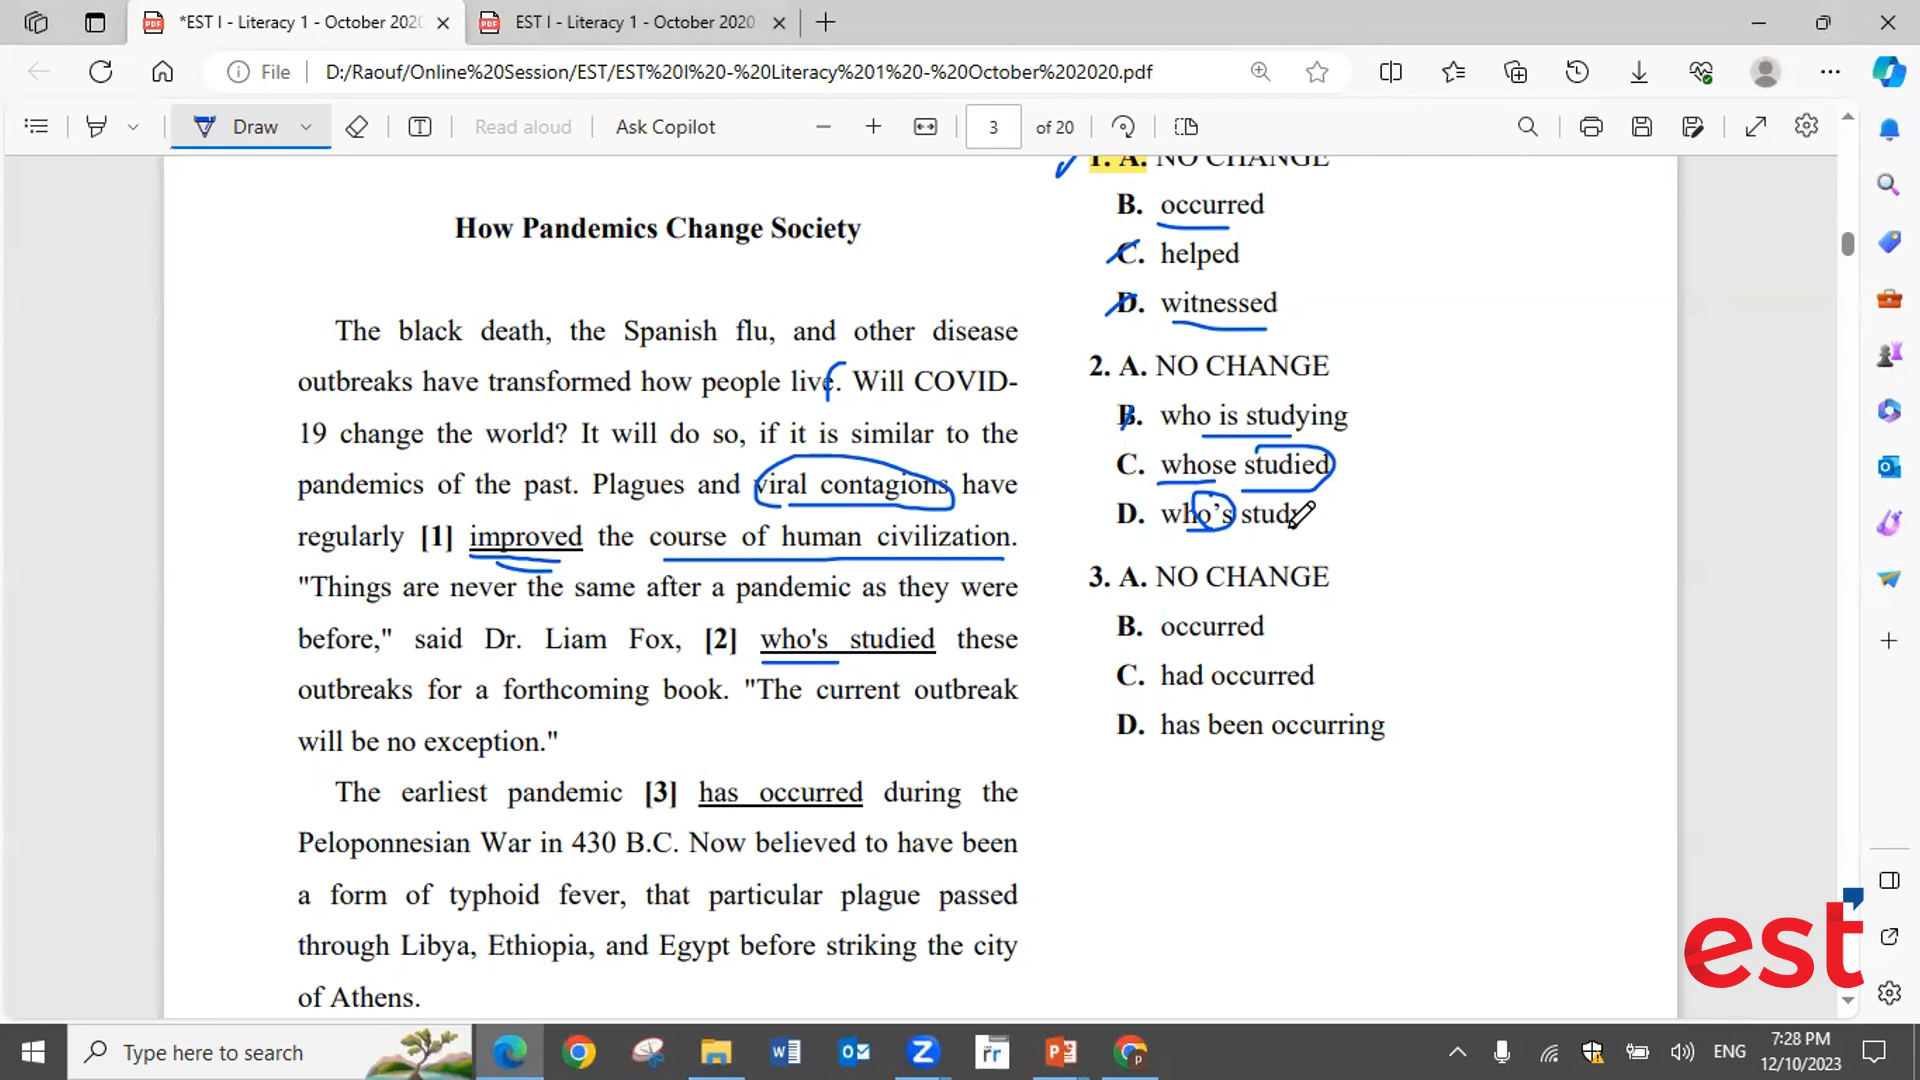 *EST I - Literacy 1 - October 202
EST I - Literacy 1 - October 2020
File
D:/Raouf/Online%20Session/EST/EST%20I%20-%20Literacy%201%20-%20October%202020.pdf
Draw
Read aloud
Ask Copilot
3
of 20
How Pandemics Change Society
The black death, the Spanish flu, and other disease
outbreaks have transformed how people live. Will COVID-
19 change the world? It will do so, if it is similar to the
pandemics of the past. Plagues and viral contagions have
regularly [1] improved the course of human civilization.
"Things are never the same after a pandemic as they were
before," said Dr. Liam Fox, [2] who's studied these
outbreaks for a forthcoming book. "The current outbreak
will be no exception."
The earliest pandemic [3] has occurred during the
Peloponnesian War in 430 B.C. Now believed to have been
a form of typhoid fever, that particular plague passed
through Libya, Ethiopia, and Egypt before striking the city
of Athens.
1. A. NO CHANGE
B. occurred
C. helped
D. witnessed
2. A. NO CHANGE
B. who is studying
C. whose studied
D. who's study
3. A. NO CHANGE
B. occurred
C. had occurred
D. has been occurring
est
Type here to search
ENG
7:28 PM
12/10/2023